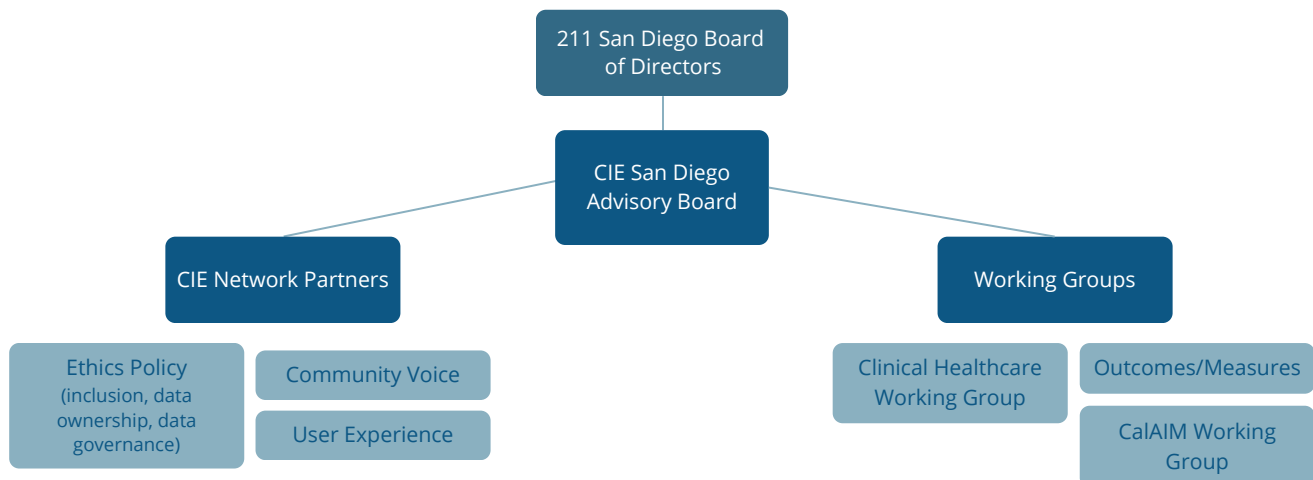 211 San Diego Board
of Directors
CIE San Diego
Advisory Board
CIE Network Partners
Working Groups
Ethics Policy
(inclusion, data
ownership, data
governance)
Community Voice
User Experience
Clinical Healthcare
Working Group
Outcomes/Measures
CalAIM Working
Group